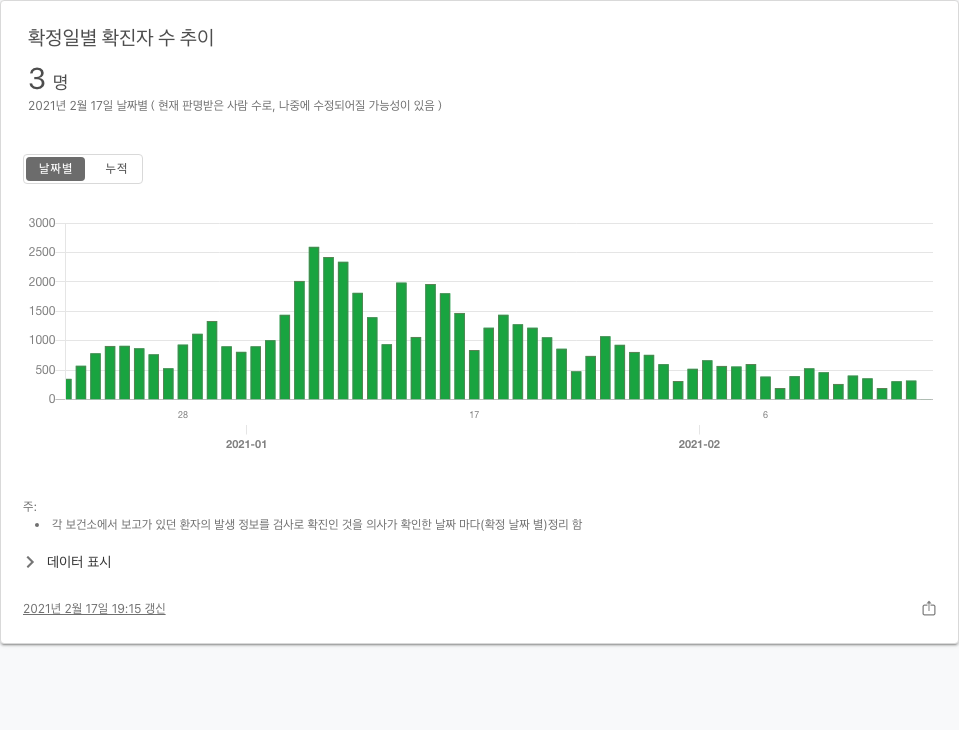 확정일별 확진자 수 추이
3 명
2021년 2월 17일 날짜별 ( 현재 판명받은 사람 수로, 나중에 수정되어질 가능성이 있음 )
날짜별 누적
3000
2500
2000
1500
1000
500
0
28 17 6
2021-01 2021-02
주:
• 각 보건소에서 보고가 있던 환자의 발생 정보를 검사로 확진인 것을 의사가 확인한 날짜 마다(확정 날짜 별)정리 함
데이터 표시
2021년 2월 17일 19:15 갱신